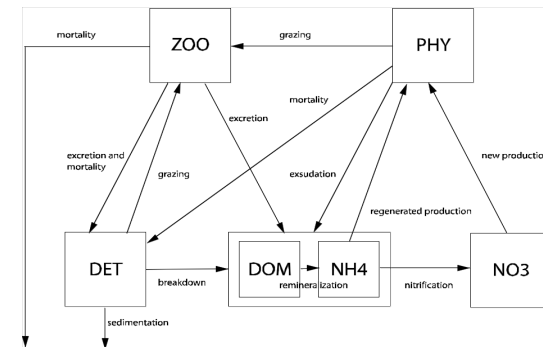 mortality
ZOO
grazing
PHY
mortality
excretion
excretion and
mortality
grazing
exsudation
new productio
regenerated production
DET
DOM
NH4
NO3
breakdown
remineralization
nitrification
sedimentation